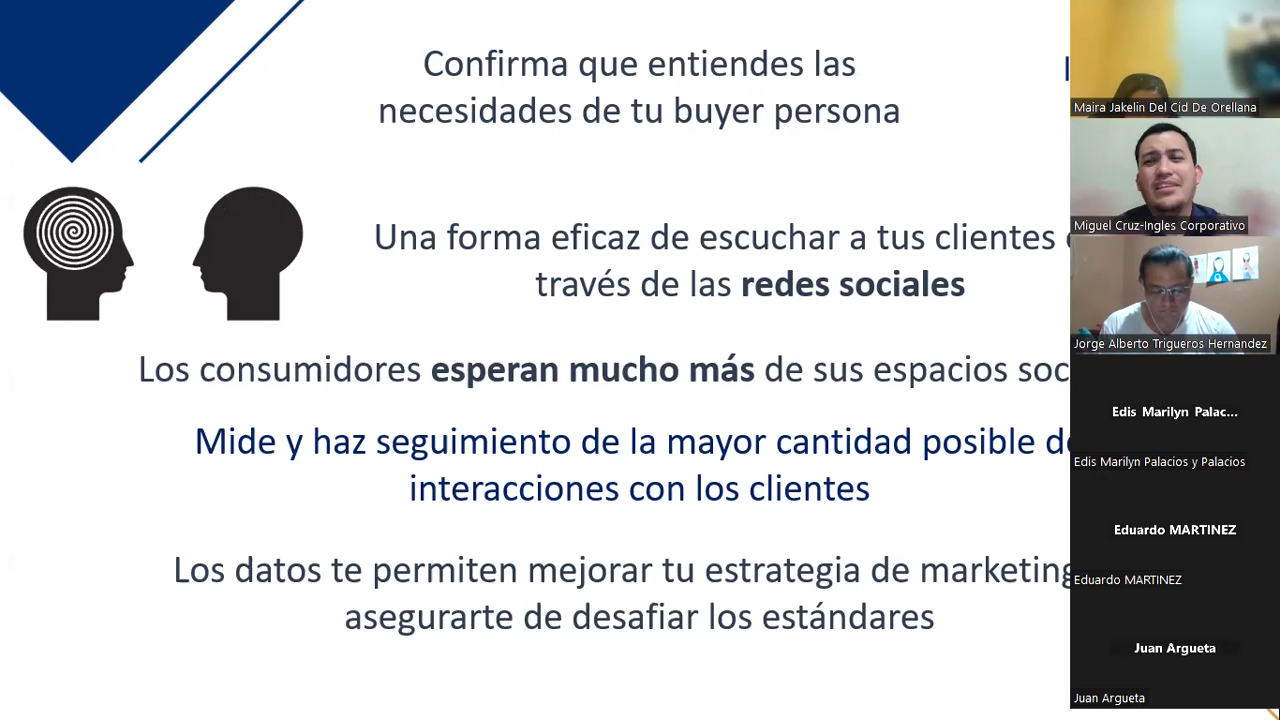 Confirma que entiendes las
necesidades de tu buyer persona
Una forma eficaz de escuchar a tus clientes
través de las redes sociales
Los consumidores esperan mucho más de sus espacios soc
Mide y haz seguimiento de la mayor cantidad posible de
interacciones con los clientes
Los datos te permiten mejorar tu estrategia de marketing
asegurarte de desafiar los estándares
Maira Jakelin Del Cid De Orellana
Miguel Cruz-Ingles Corporativo
Jorge Alberto Trigueros Hernandez
Edis Marilyn Palac...
Edis Marilyn Palacios y Palacios
Eduardo MARTINEZ
Eduardo MARTINEZ
Juan Argueta
Juan Argueta